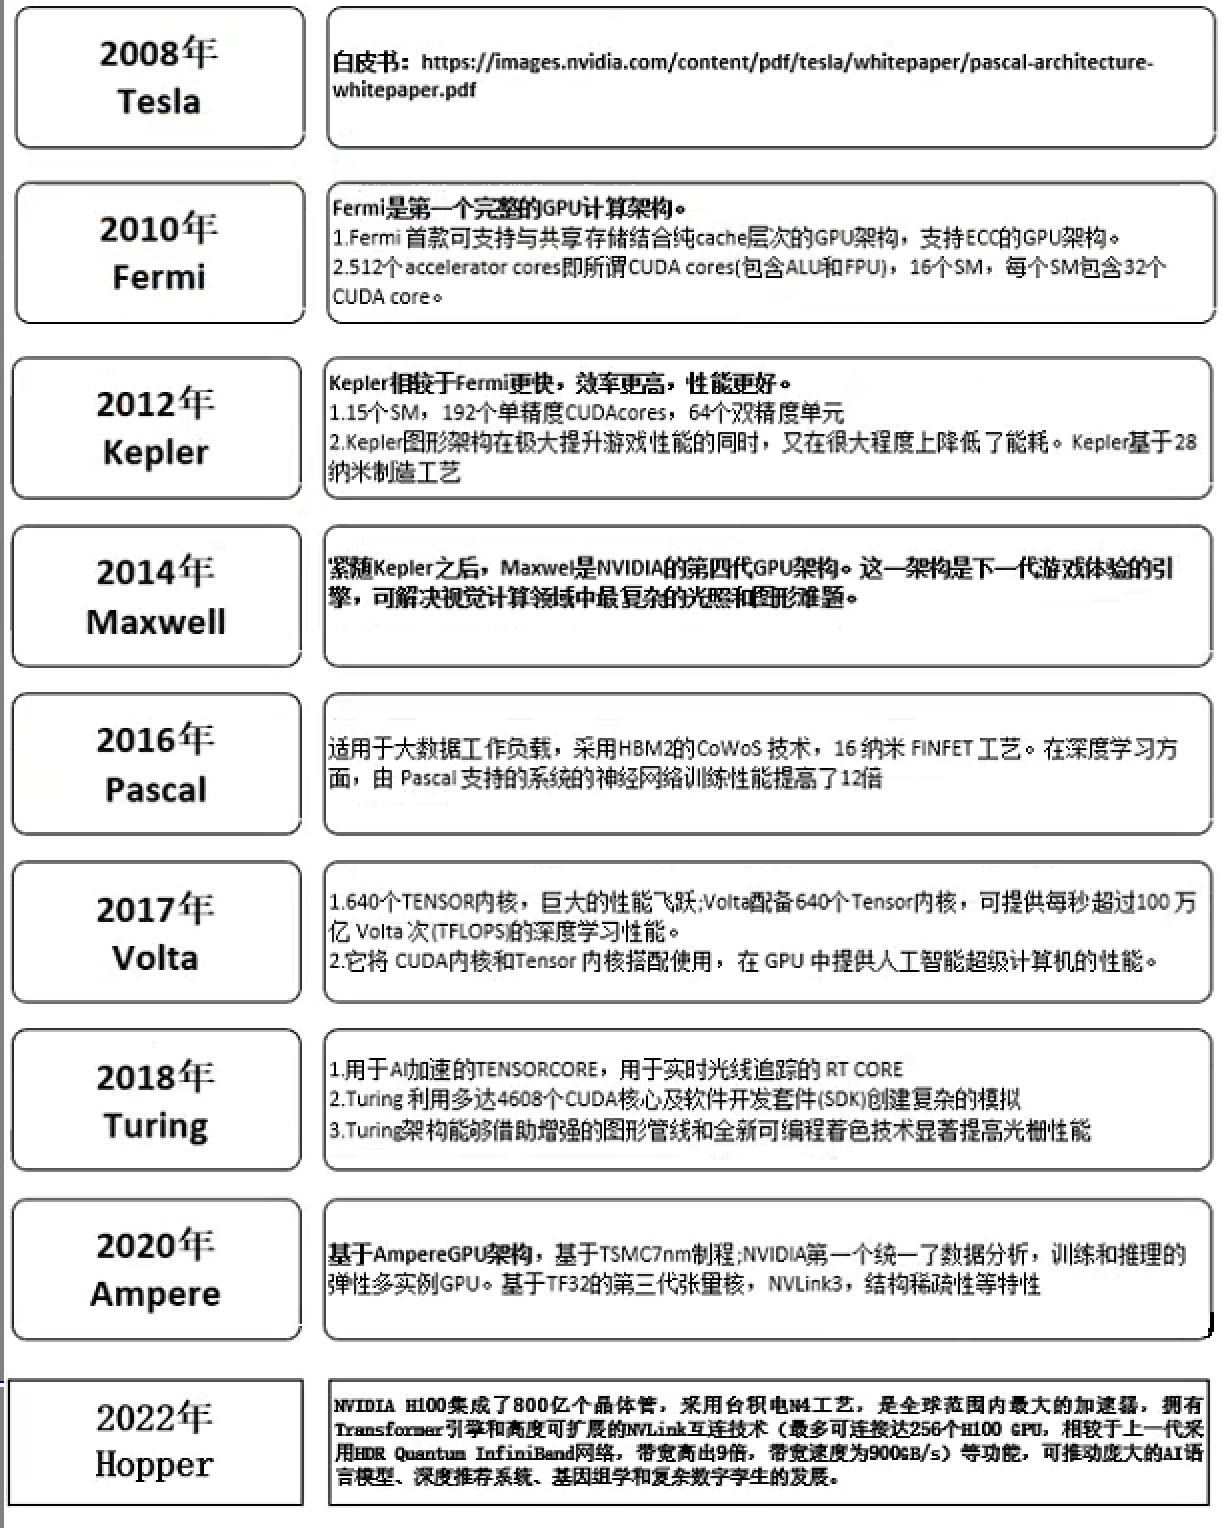 2008年
Tesla
白皮书：https://images.nvidia.com/content/pdf/tesla/whitepaper/pascal-architecture-
whitepaper.pdf
2010年
Fermi
Fermi是第一个完整的GPU计算架构。
1.Fermi 首款可支持与共享存储结合纯cache层次的GPU架构，支持ECC的GPU架构。
2.512个accelerator cores即所谓CUDA cores(包含ALU和FPU)，16个SM，每个SM包含32个
CUDA core。
2012年
Kepler
Kepler相较于Fermi更快，效率更高，性能更好。
1.15个SM，192个单精度CUDAcores，64个双精度单元
2.Kepler图形架构在极大提升游戏性能的同时，又在很大程度上降低了能耗。Kepler基于28
纳米制造工艺
2014年
Maxwell
紧随Kepler之后，Maxwel是NVIDIA的第四代GPU架构。这一架构是下一代游戏体验的引
擎，可解决视觉计算领域中最复杂的光照和图形难题。
2016年
Pascal
适用于大数据工作负载，采用HBM2的CoWoS 技术，16 纳米 FINFET 工艺。在深度学习方
面，由 Pascal 支持的系统的神经网络训练性能提高了12倍
2017年
Volta
1.640个TENSOR内核，巨大的性能飞跃;Volta配备640个Tensor内核，可提供每秒超过100 万
亿 Volta 次(TFLOPS)的深度学习性能。
2.它将 CUDA内核和Tensor 内核搭配使用，在 GPU 中提供人工智能超级计算机的性能。
2018年
Turing
1.用于AI加速的TENSORCORE，用于实时光线追踪的 RT CORE
2.Turing 利用多达4608个CUDA核心及软件开发套件(SDK)创建复杂的模拟
3.Turing架构能够借助增强的图形管线和全新可编程着色技术显著提高光栅性能
2020年
Ampere
基于AmpereGPU架构，基于TSMC7nm制程;NVIDIA第一个统一了数据分析，训练和推理的
弹性多实例GPU。基于TF32的第三代张量核，NVLink3，结构稀疏性等特性
2022年
Hopper
NVIDIA H100集成了800亿个晶体管，采用台积电N4工艺，是全球范围内最大的加速器，拥有
Transformer引擎和高度可扩展的NVLink互连技术（最多可连接达256个H100 GPU，相较于上一代采
用HDR Quantum InfiniBand网络，带宽高出9倍，带宽速度为900GB/s）等功能，可推动庞大的AI语
言模型、深度推荐系统、基因组学和复杂数字孪生的发展。